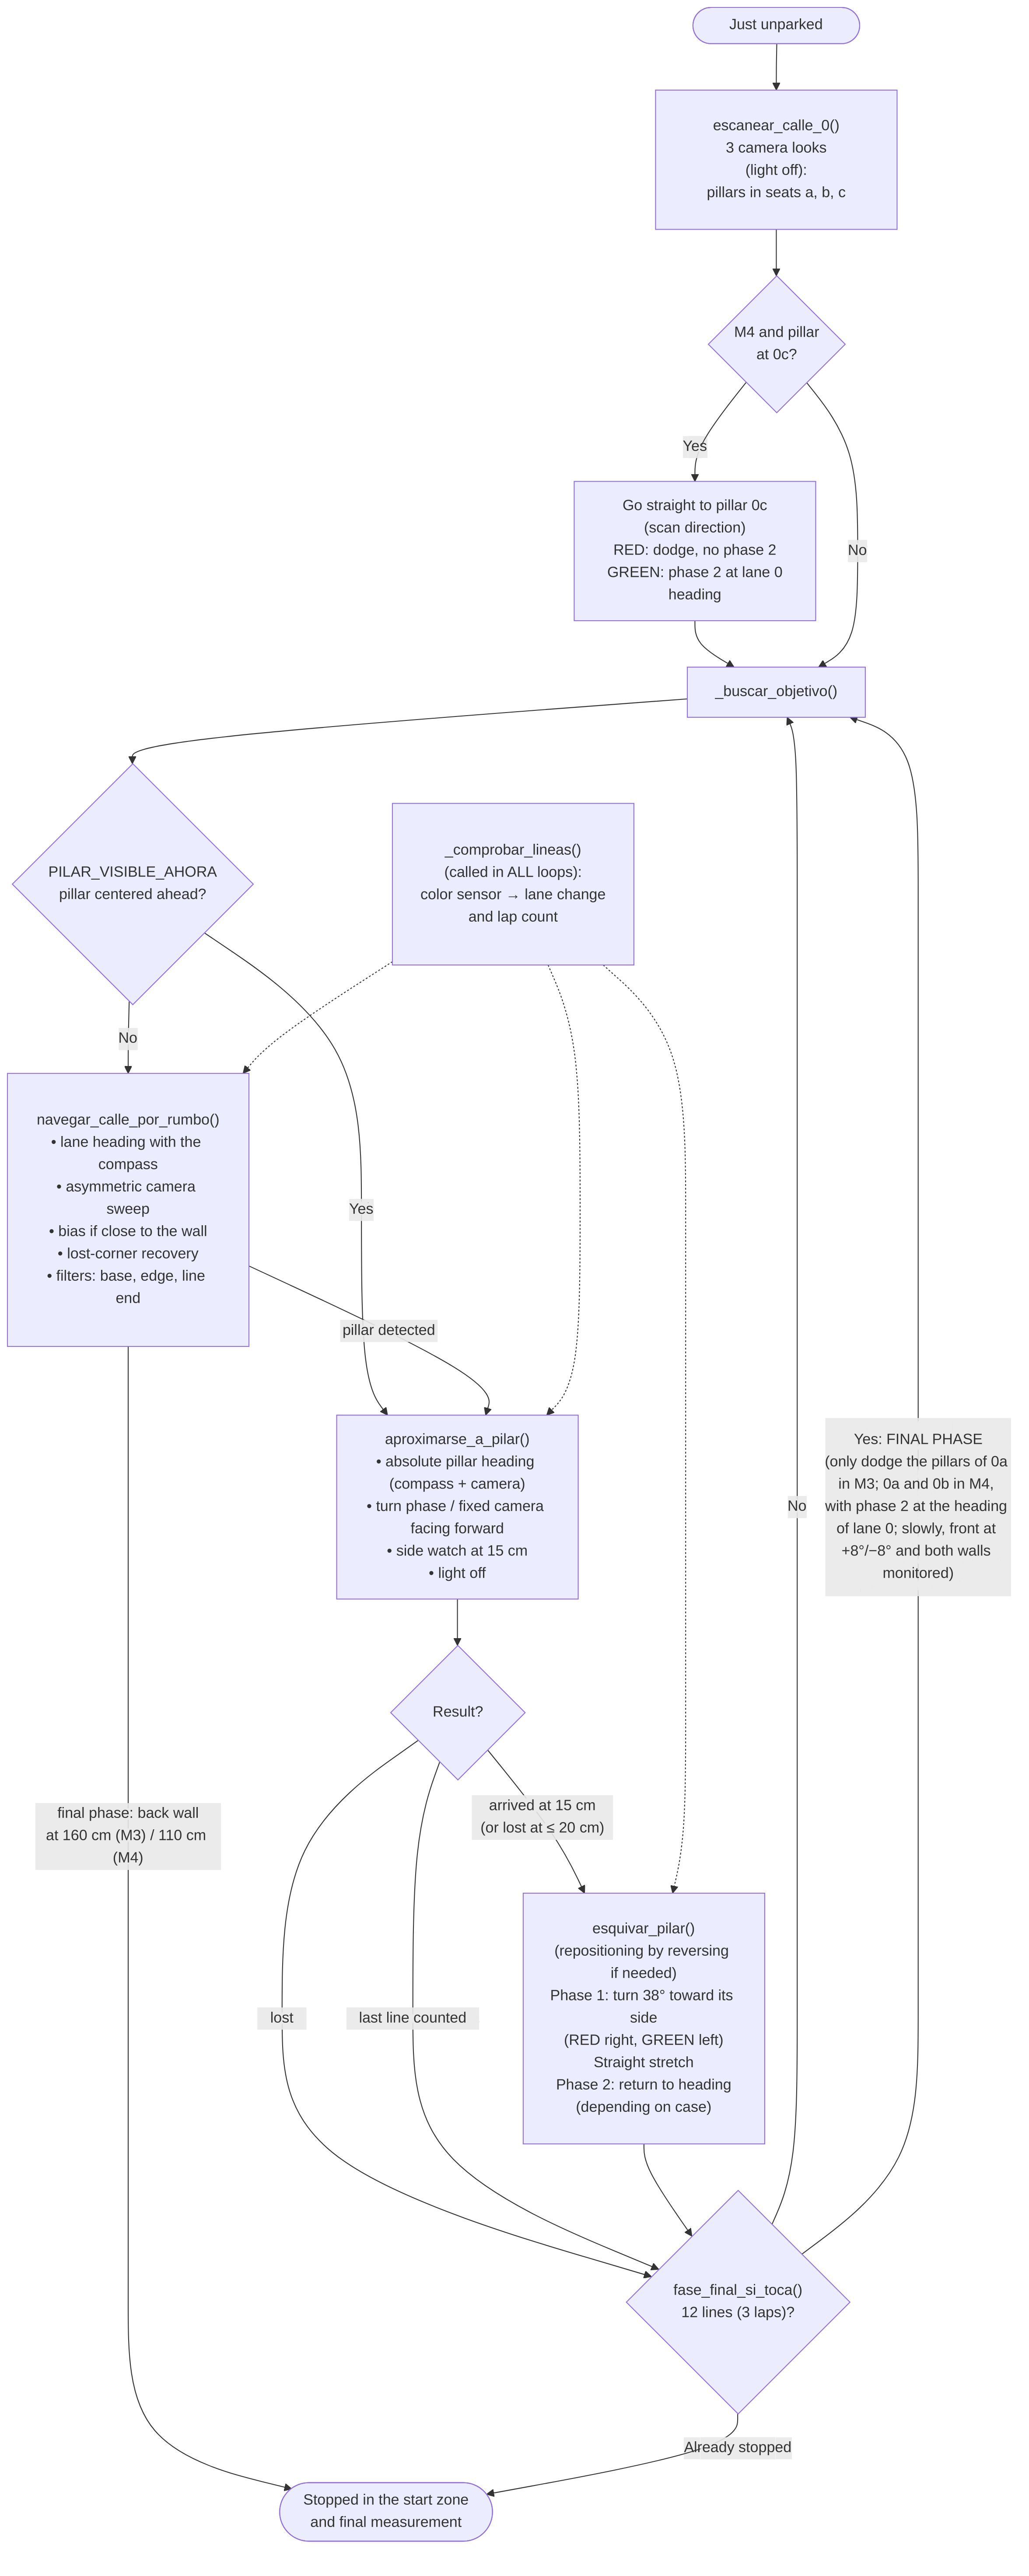 Just unparked
escanear_calle_0()
3 camera looks
(light off):
pillars in seats a, b, c
M4 and pillar
at 0c?
Yes
No
Go straight to pillar 0c
(scan direction)
RED: dodge, no phase 2
GREEN: phase 2 at lane 0
heading
_buscar_objetivo()
PILAR_VISIBLE_AHORA
pillar centered ahead?
_comprobar_lineas()
(called in ALL loops):
color sensor → lane change
and lap count
No
Yes
navegar_calle_por_rumbo()
• lane heading with the
compass
• asymmetric camera
sweep
• bias if close to the wall
• lost-corner recovery
• filters: base, edge, line
end
pillar detected
aproximarse_a_pilar()
• absolute pillar heading
(compass + camera)
• turn phase / fixed camera
facing forward
• side watch at 15 cm
• light off
No
Yes: FINAL PHASE
(only dodge the pillars of 0a
in M3; 0a and 0b in M4,
with phase 2 at the heading
of lane 0; slowly, front at
+8°/−8° and both walls
monitored)
Result?
final phase: back wall
at 160 cm (M3) / 110 cm
(M4)
arrived at 15 cm
(or lost at ≤ 20 cm)
lost
last line counted
esquivar_pilar()
(repositioning by reversing
if needed)
Phase 1: turn 38° toward its
side
(RED right, GREEN left)
Straight stretch
Phase 2: return to heading
(depending on case)
fase_final_si_toca()
12 lines (3 laps)?
Already stopped
Stopped in the start zone
and final measurement